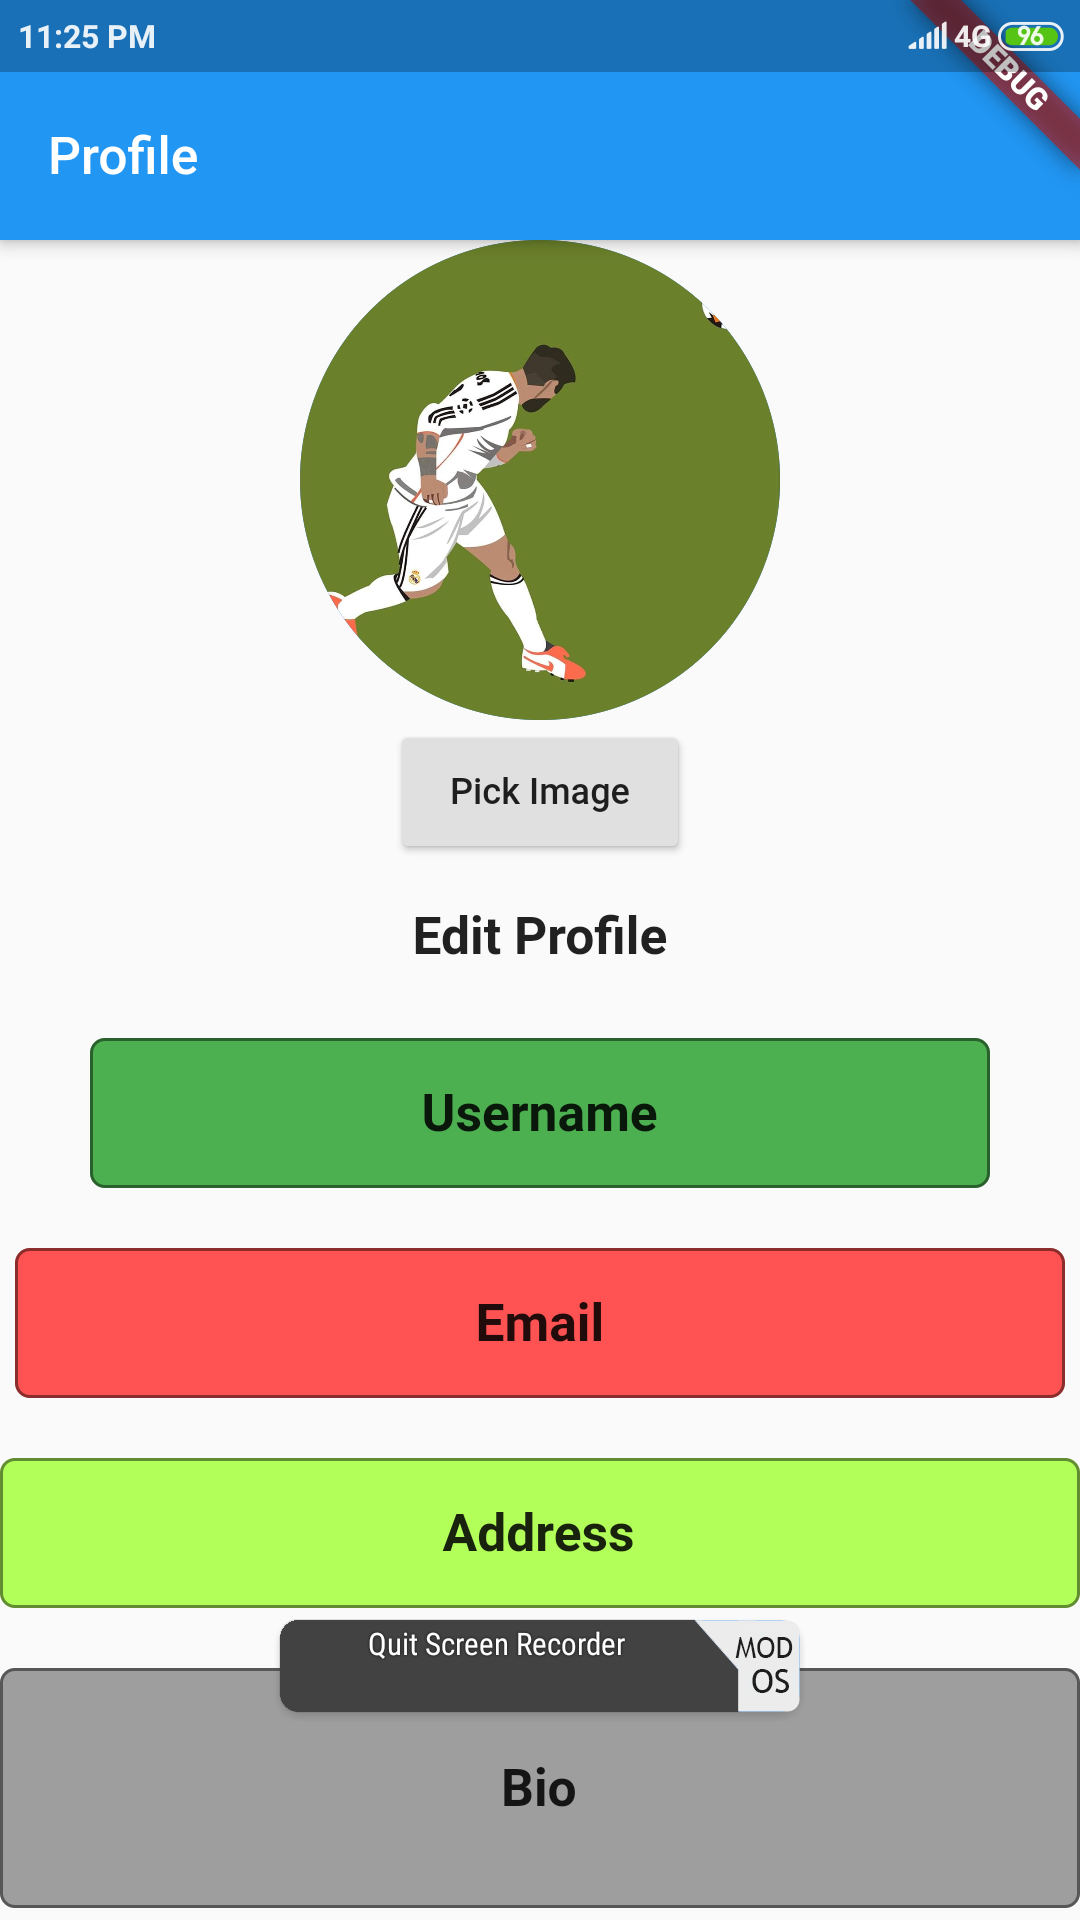 11:25 PM
4G 96
DEBUG
Profile
Pick Image
Edit Profile
Username
Email
Address
Quit Screen Recorder
MOD
OS
Bio